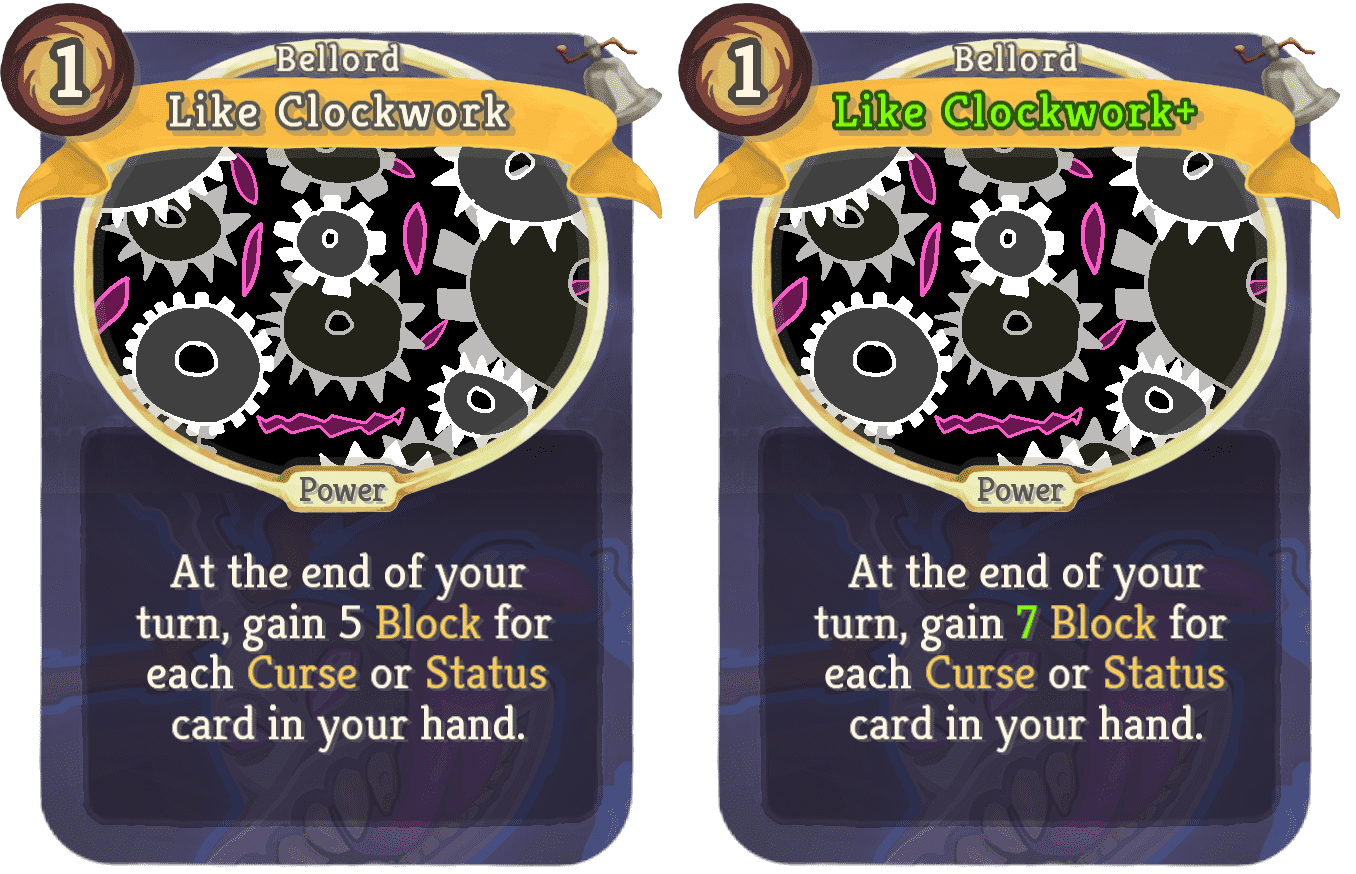 1
Bellord
Like Clockwork
Power
At the end of your
turn, gain 5 Block for
each Curse or Status
card in your hand.
1
Bellord
Like Clockwork+
Power
At the end of your
turn, gain 7 Block for
each Curse or Status
card in your hand.